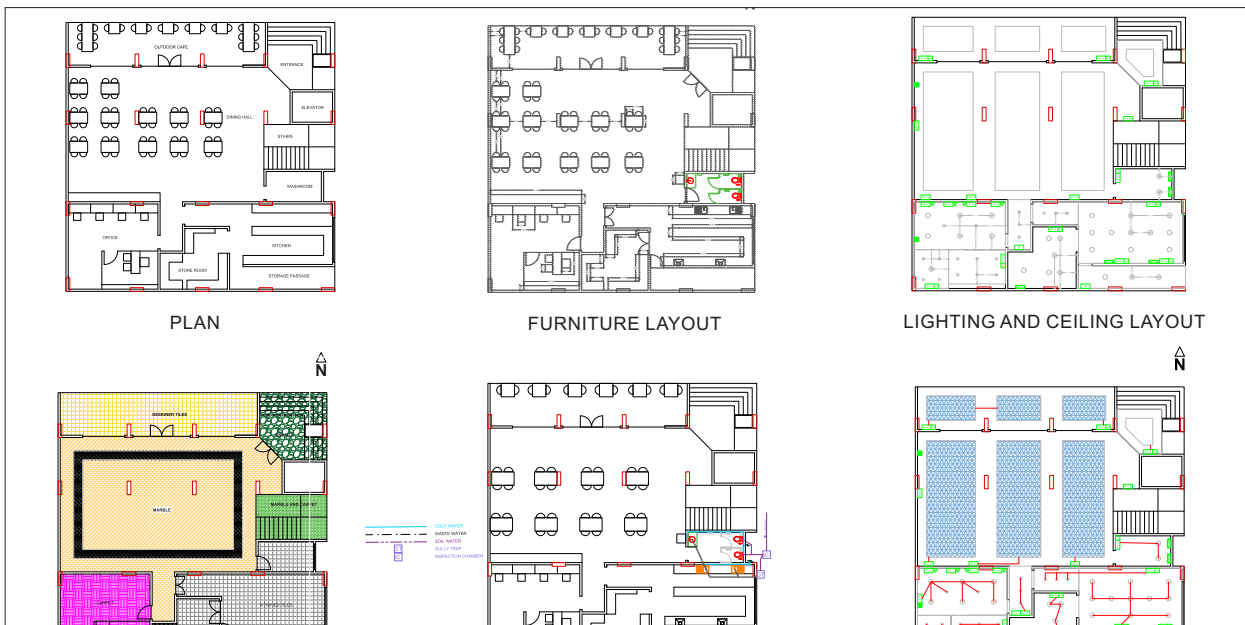 OUTDOOR CAFE
ENTRANCE
ELEVATOR
DINING HALL
STAIRS
WASHROOM
OFFICE
KITCHEN
STORE ROOM
STORAGE PASSAGE
PLAN
FURNITURE LAYOUT
LIGHTING AND CEILING LAYOUT
N
N
DESIGNER TILES
MARBLE
MARBLE AND CARPET
CARPET
COLD WATER
WASTE WATER
SOIL WATER
GULLY TRAP
INSPECTION CHAMBER